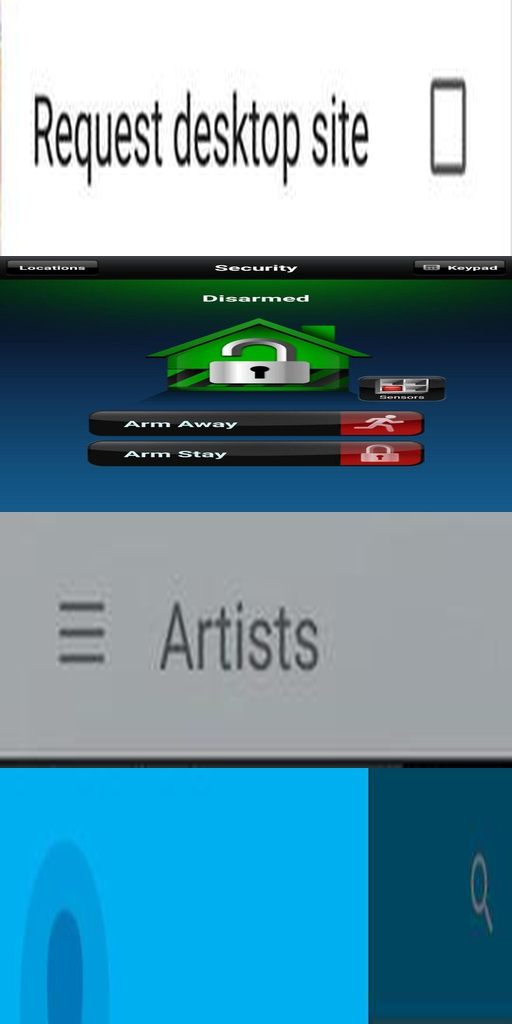 Request desktop site
Locations
Security
Keypad
Disarmed
Sensors
Arm Away
Arm Stay
Artists